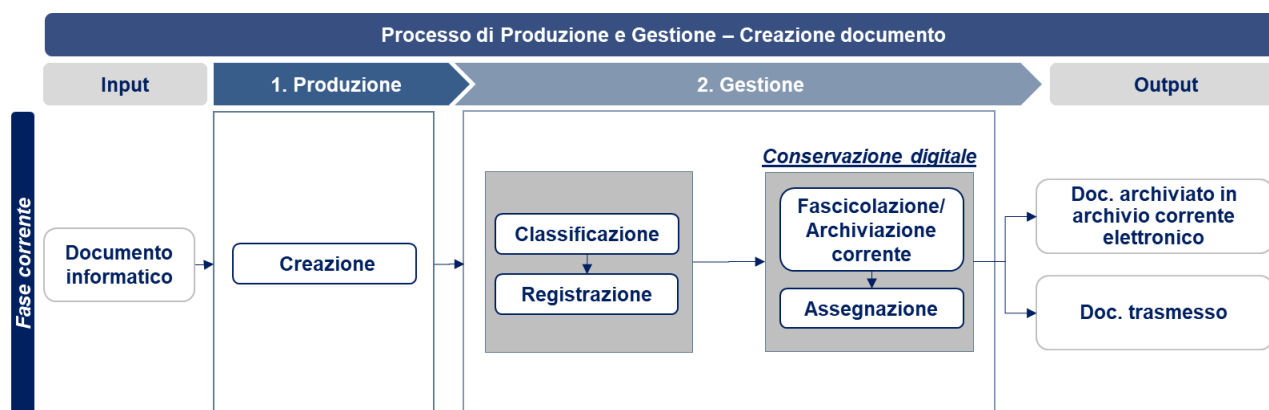 Processo di Produzione e Gestione – Creazione documento
Input
1. Produzione
2. Gestione
Output
Fase corrente
Documento
informatico
Creazione
Classificazione
Registrazione
Conservazione digitale
Fascicolazione/
Archiviazione
corrente
Assegnazione
Doc. archiviato in
archivio corrente
elettronico
Doc. trasmesso